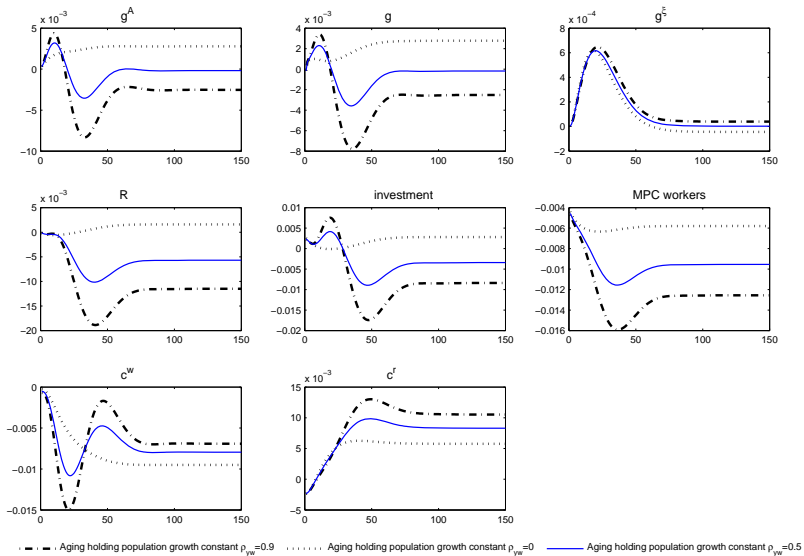 g^A
x 10^-3
5
0
−5
−10
0 50 100 150
g
x 10^-3
4
2
0
−2
−4
−6
−8
0 50 100 150
g^ξ
x 10^-4
8
6
4
2
0
−2
0 50 100 150
R
x 10^-3
5
0
−5
−10
−15
−20
0 50 100 150
investment
0.01
0.005
0
−0.005
−0.01
−0.015
−0.02
0 50 100 150
MPC workers
−0.004
−0.006
−0.008
−0.01
−0.012
−0.014
−0.016
0 50 100 150
c^w
0
−0.005
−0.01
−0.015
0 50 100 150
c^r
x 10^-3
15
10
5
0
−5
0 50 100 150
Aging holding population growth constant ρ_yw=0.9
Aging holding population growth constant ρ_yw=0
Aging holding population growth constant ρ_yw=0.5